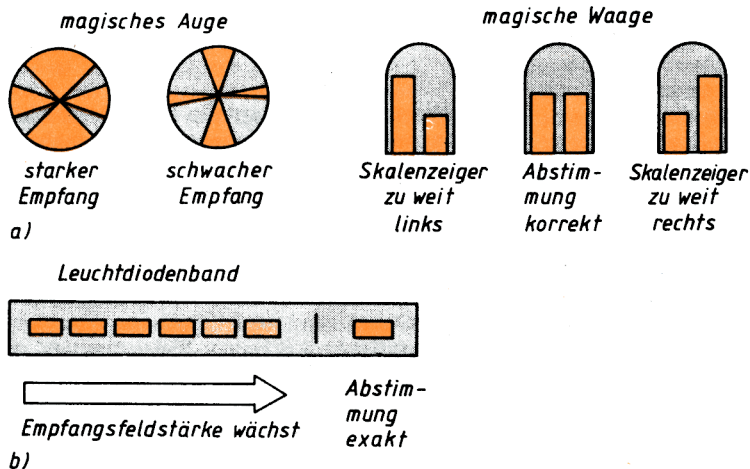 magisches Auge
magische Waage
starker
Empfang
schwacher
Empfang
Skalenzeiger
zu weit
links
Abstim-
mung
korrekt
Skalenzeiger
zu weit
rechts
a)
Leuchtdiodenband
Empfangsfeldstärke wächst
Abstim-
mung
exakt
b)